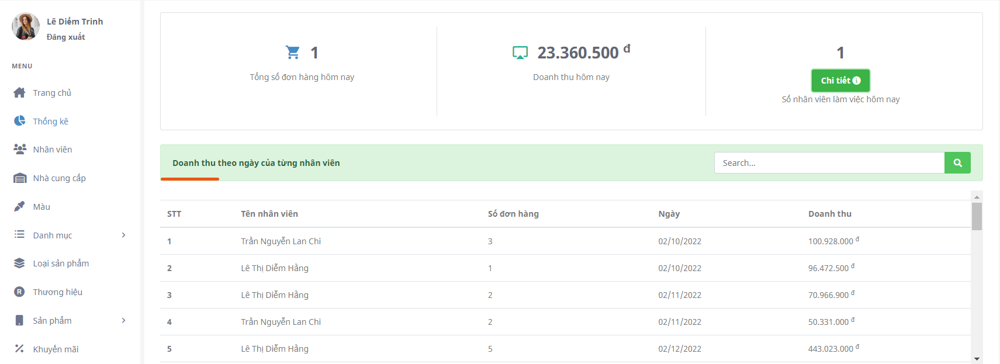 Lê Diễm Trinh
Đăng xuất
MENU
Trang chủ
Thống kê
Nhân viên
Nhà cung cấp
Màu
Danh mục
Loại sản phẩm
Thương hiệu
Sản phẩm
Khuyến mãi
1
Tổng số đơn hàng hôm nay
23.360.500 đ
Doanh thu hôm nay
1
Chi tiết
Số nhân viên làm việc hôm nay
Doanh thu theo ngày của từng nhân viên
Search...
STT Tên nhân viên Số đơn hàng Ngày Doanh thu
1 Trần Nguyễn Lan Chi 3 02/10/2022 100.928.000 đ
2 Lê Thị Diễm Hằng 1 02/10/2022 96.472.500 đ
3 Lê Thị Diễm Hằng 2 02/11/2022 70.966.900 đ
4 Trần Nguyễn Lan Chi 2 02/11/2022 50.331.000 đ
5 Lê Thị Diễm Hằng 5 02/12/2022 443.023.000 đ